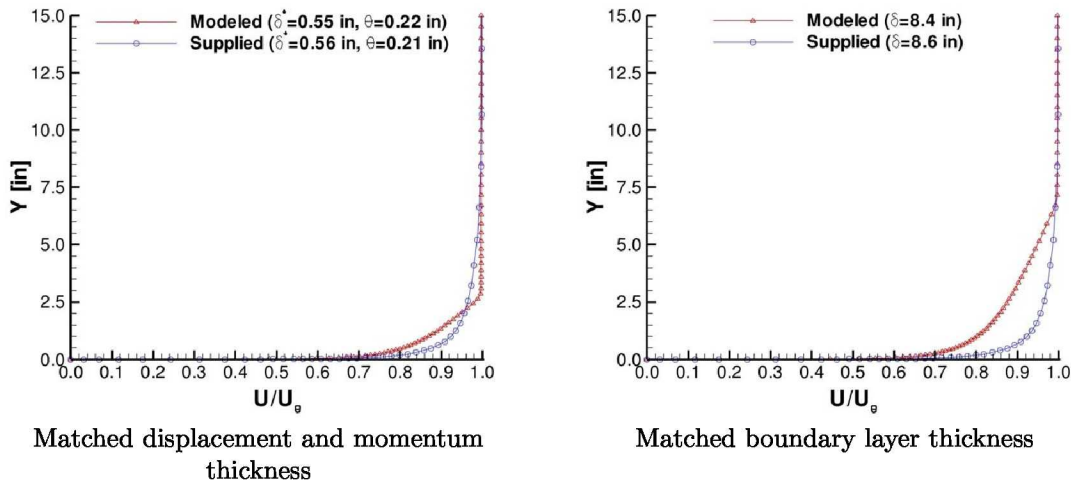 Modeled (δ*=0.55 in, θ=0.22 in)
Supplied (δ*=0.56 in, θ=0.21 in)
15.0
12.5
10.0
7.5
5.0
2.5
0.0
Y [in]
0.0 0.1 0.2 0.3 0.4 0.5 0.6 0.7 0.8 0.9 1.0
U/Ue
Matched displacement and momentum
thickness
Modeled (δ=8.4 in)
Supplied (δ=8.6 in)
15.0
12.5
10.0
7.5
5.0
2.5
0.0
Y [in]
0.0 0.1 0.2 0.3 0.4 0.5 0.6 0.7 0.8 0.9 1.0
U/Ue
Matched boundary layer thickness